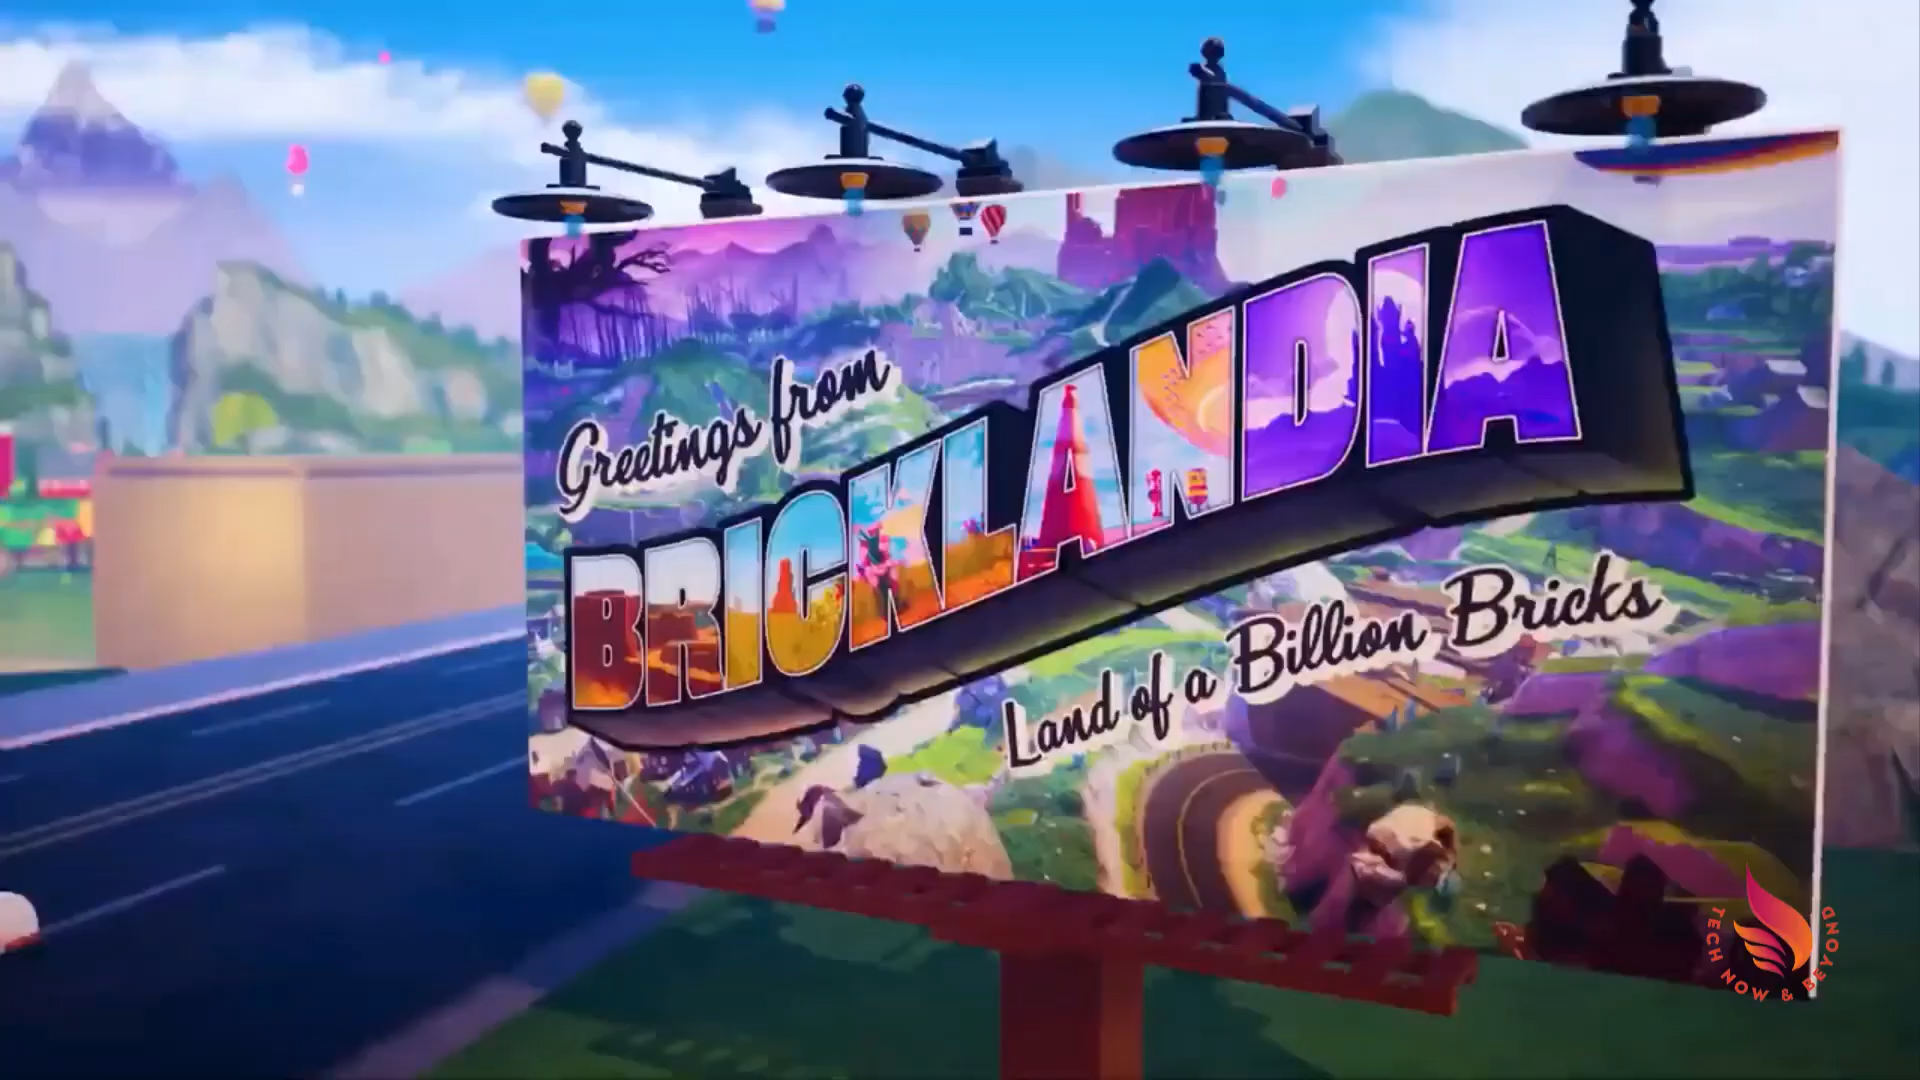 Greetings from
BRICKLANDIA
Land of a Billion Bricks
TECH NOW & BEYOND